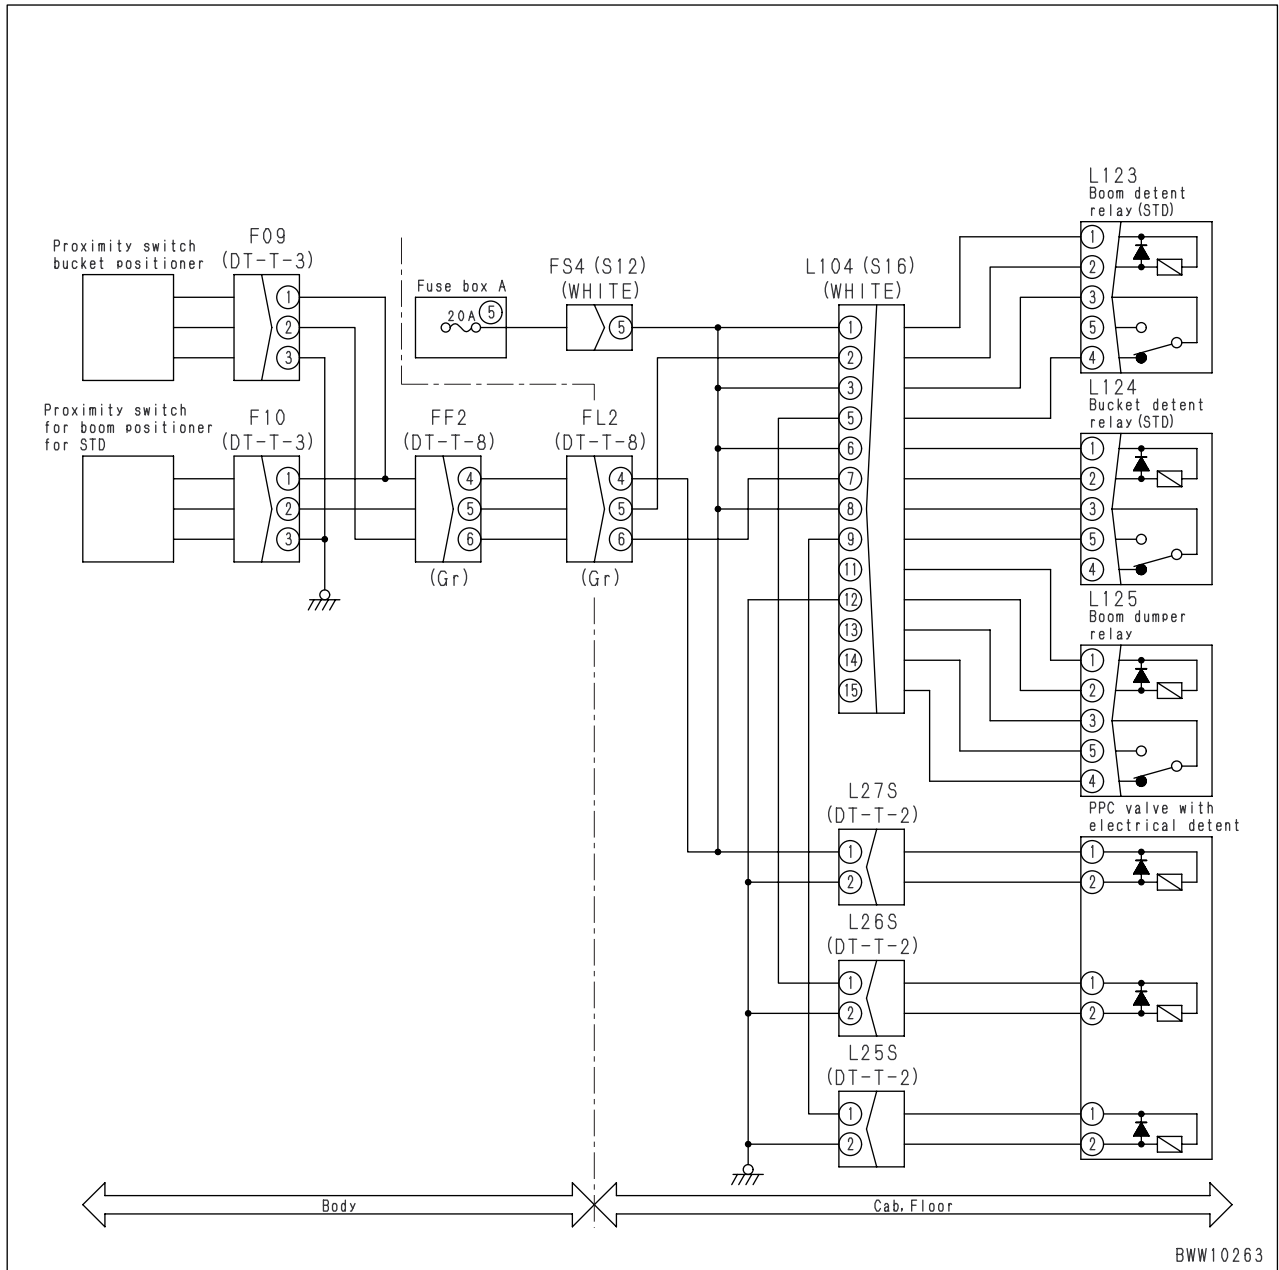 L123
Boom detent
relay(STD)
1
2
3
5
4
Proximity switch
bucket positioner
F09
(DT-T-3)
1
2
3
Fuse box A
20A
5
FS4(S12)
(WHITE)
5
L104(S16)
(WHITE)
1
2
3
5
6
7
8
9
11
12
13
14
15
L124
Bucket detent
relay(STD)
1
2
3
5
4
Proximity switch
for boom positioner
for STD
F10
(DT-T-3)
1
2
3
FF2
(DT-T-8)
4
5
6
(Gr)
FL2
(DT-T-8)
4
5
6
(Gr)
L125
Boom dumper
relay
1
2
3
5
4
L27S
(DT-T-2)
1
2
PPC valve with
electrical detent
1
2
L26S
(DT-T-2)
1
2
1
2
L25S
(DT-T-2)
1
2
1
2
Body
Cab, Floor
BWW10263